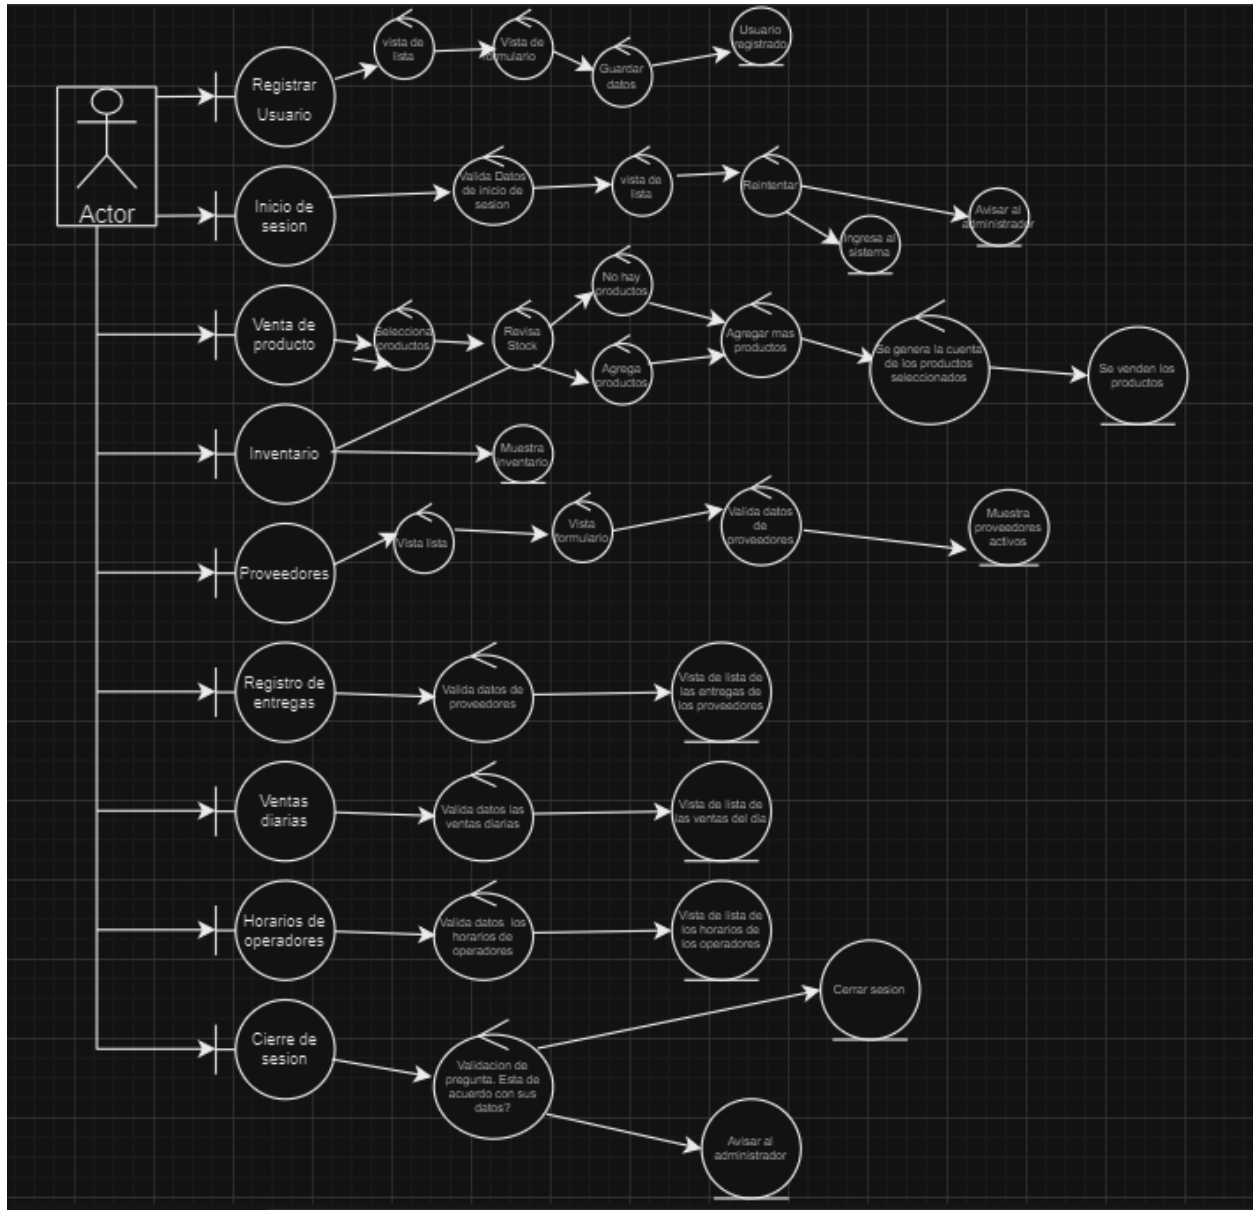 vista de
lista
Vista de
formulario
Guardar
datos
Usuario
registrado
Registrar
Usuario
Actor
Inicio de
sesion
Valida Datos
de inicio de
sesion
vista de
lista
Reintentar
Ingresa al
sistema
Avisar al
administrador
Venta de
producto
Selecciona
productos
Revisa
Stock
No hay
productos
Agrega
productos
Agregar mas
productos
Se genera la cuenta
de los productos
seleccionados
Se venden los
productos
Inventario
Muestra
inventario
Proveedores
Vista lista
Vista
formulario
Valida datos
de
proveedores
Muestra
proveedores
activos
Registro de
entregas
Valida datos de
proveedores
Vista de lista de
las entregas de
los proveedores
Ventas
diarias
Valida datos las
ventas diarias
Vista de lista de
las ventas del dia
Horarios de
operadores
Valida datos los
horarios de
operadores
Vista de lista de
los horarios de
los operadores
Cierre de
sesion
Validacion de
pregunta. Esta de
acuerdo con sus
datos?
Cerrar sesion
Avisar al
administrador